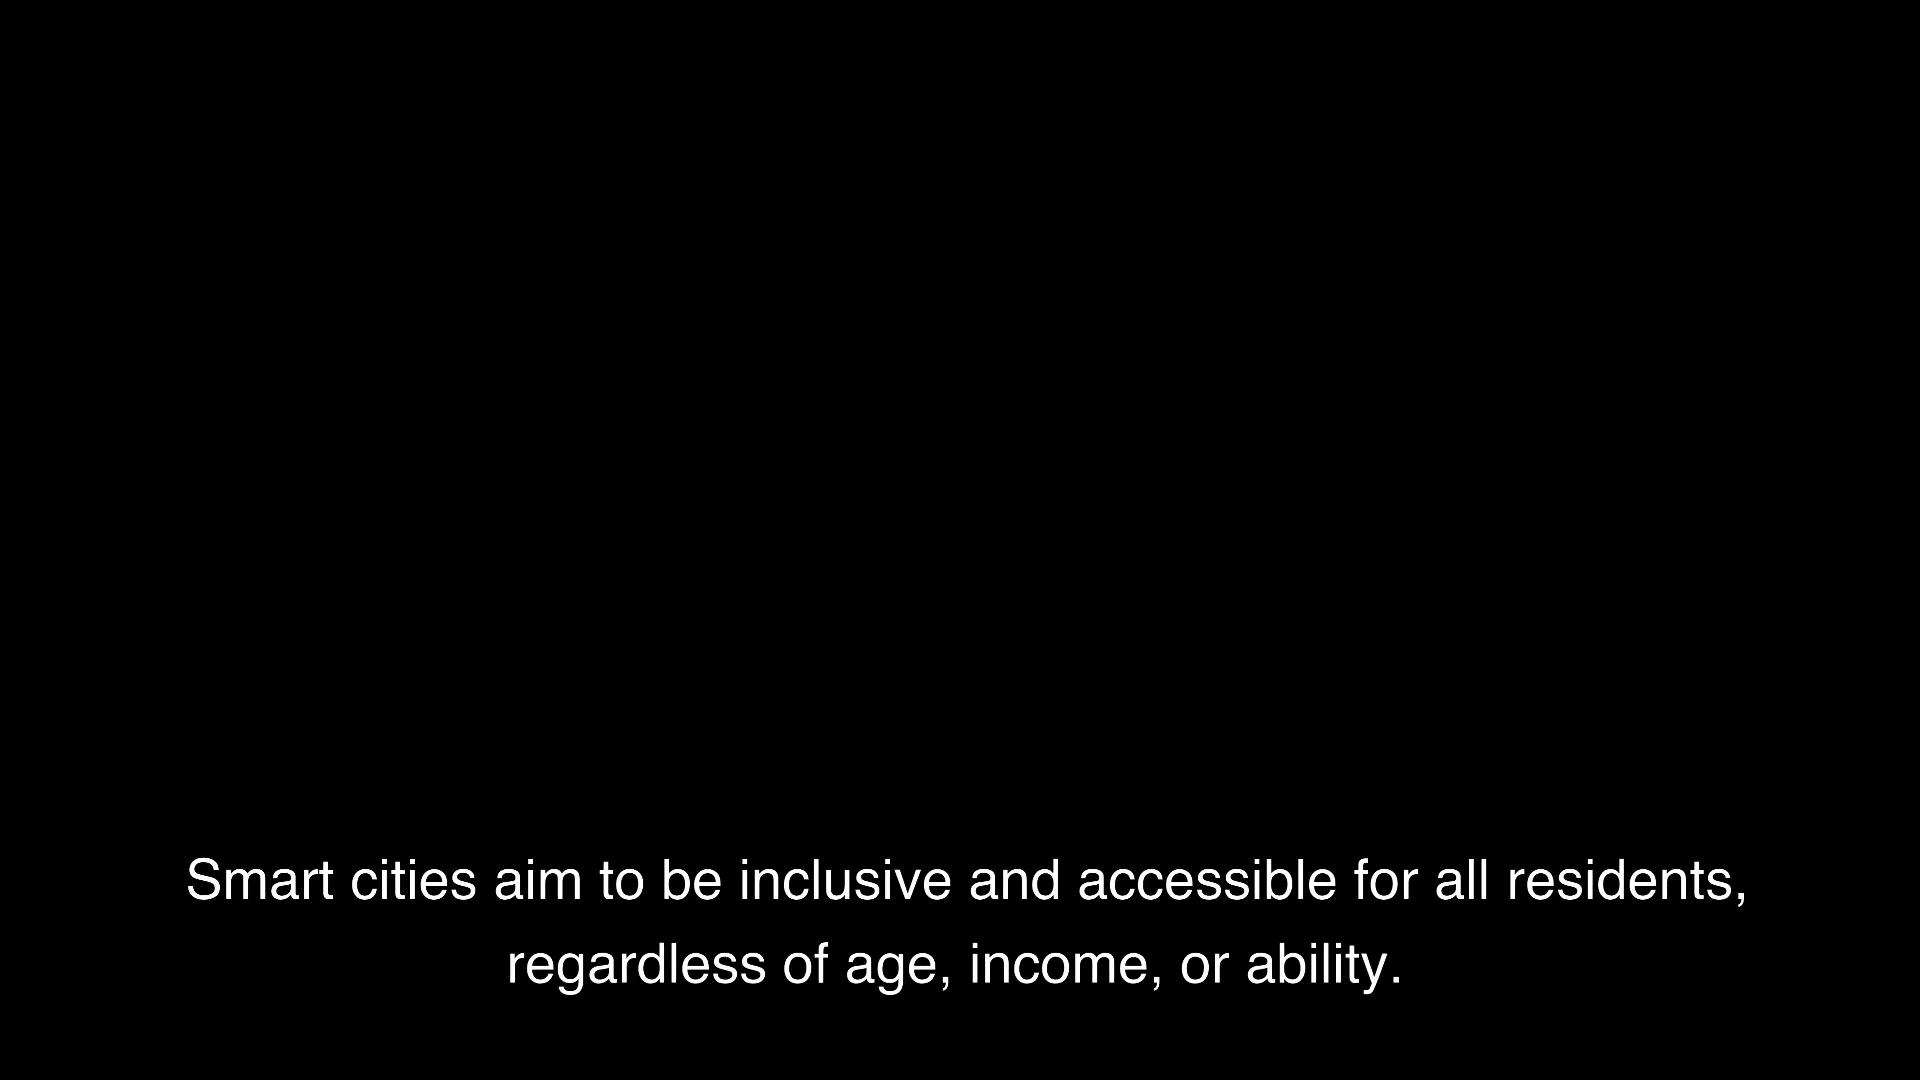 Smart cities aim to be inclusive and accessible for all residents,
regardless of age, income, or ability.